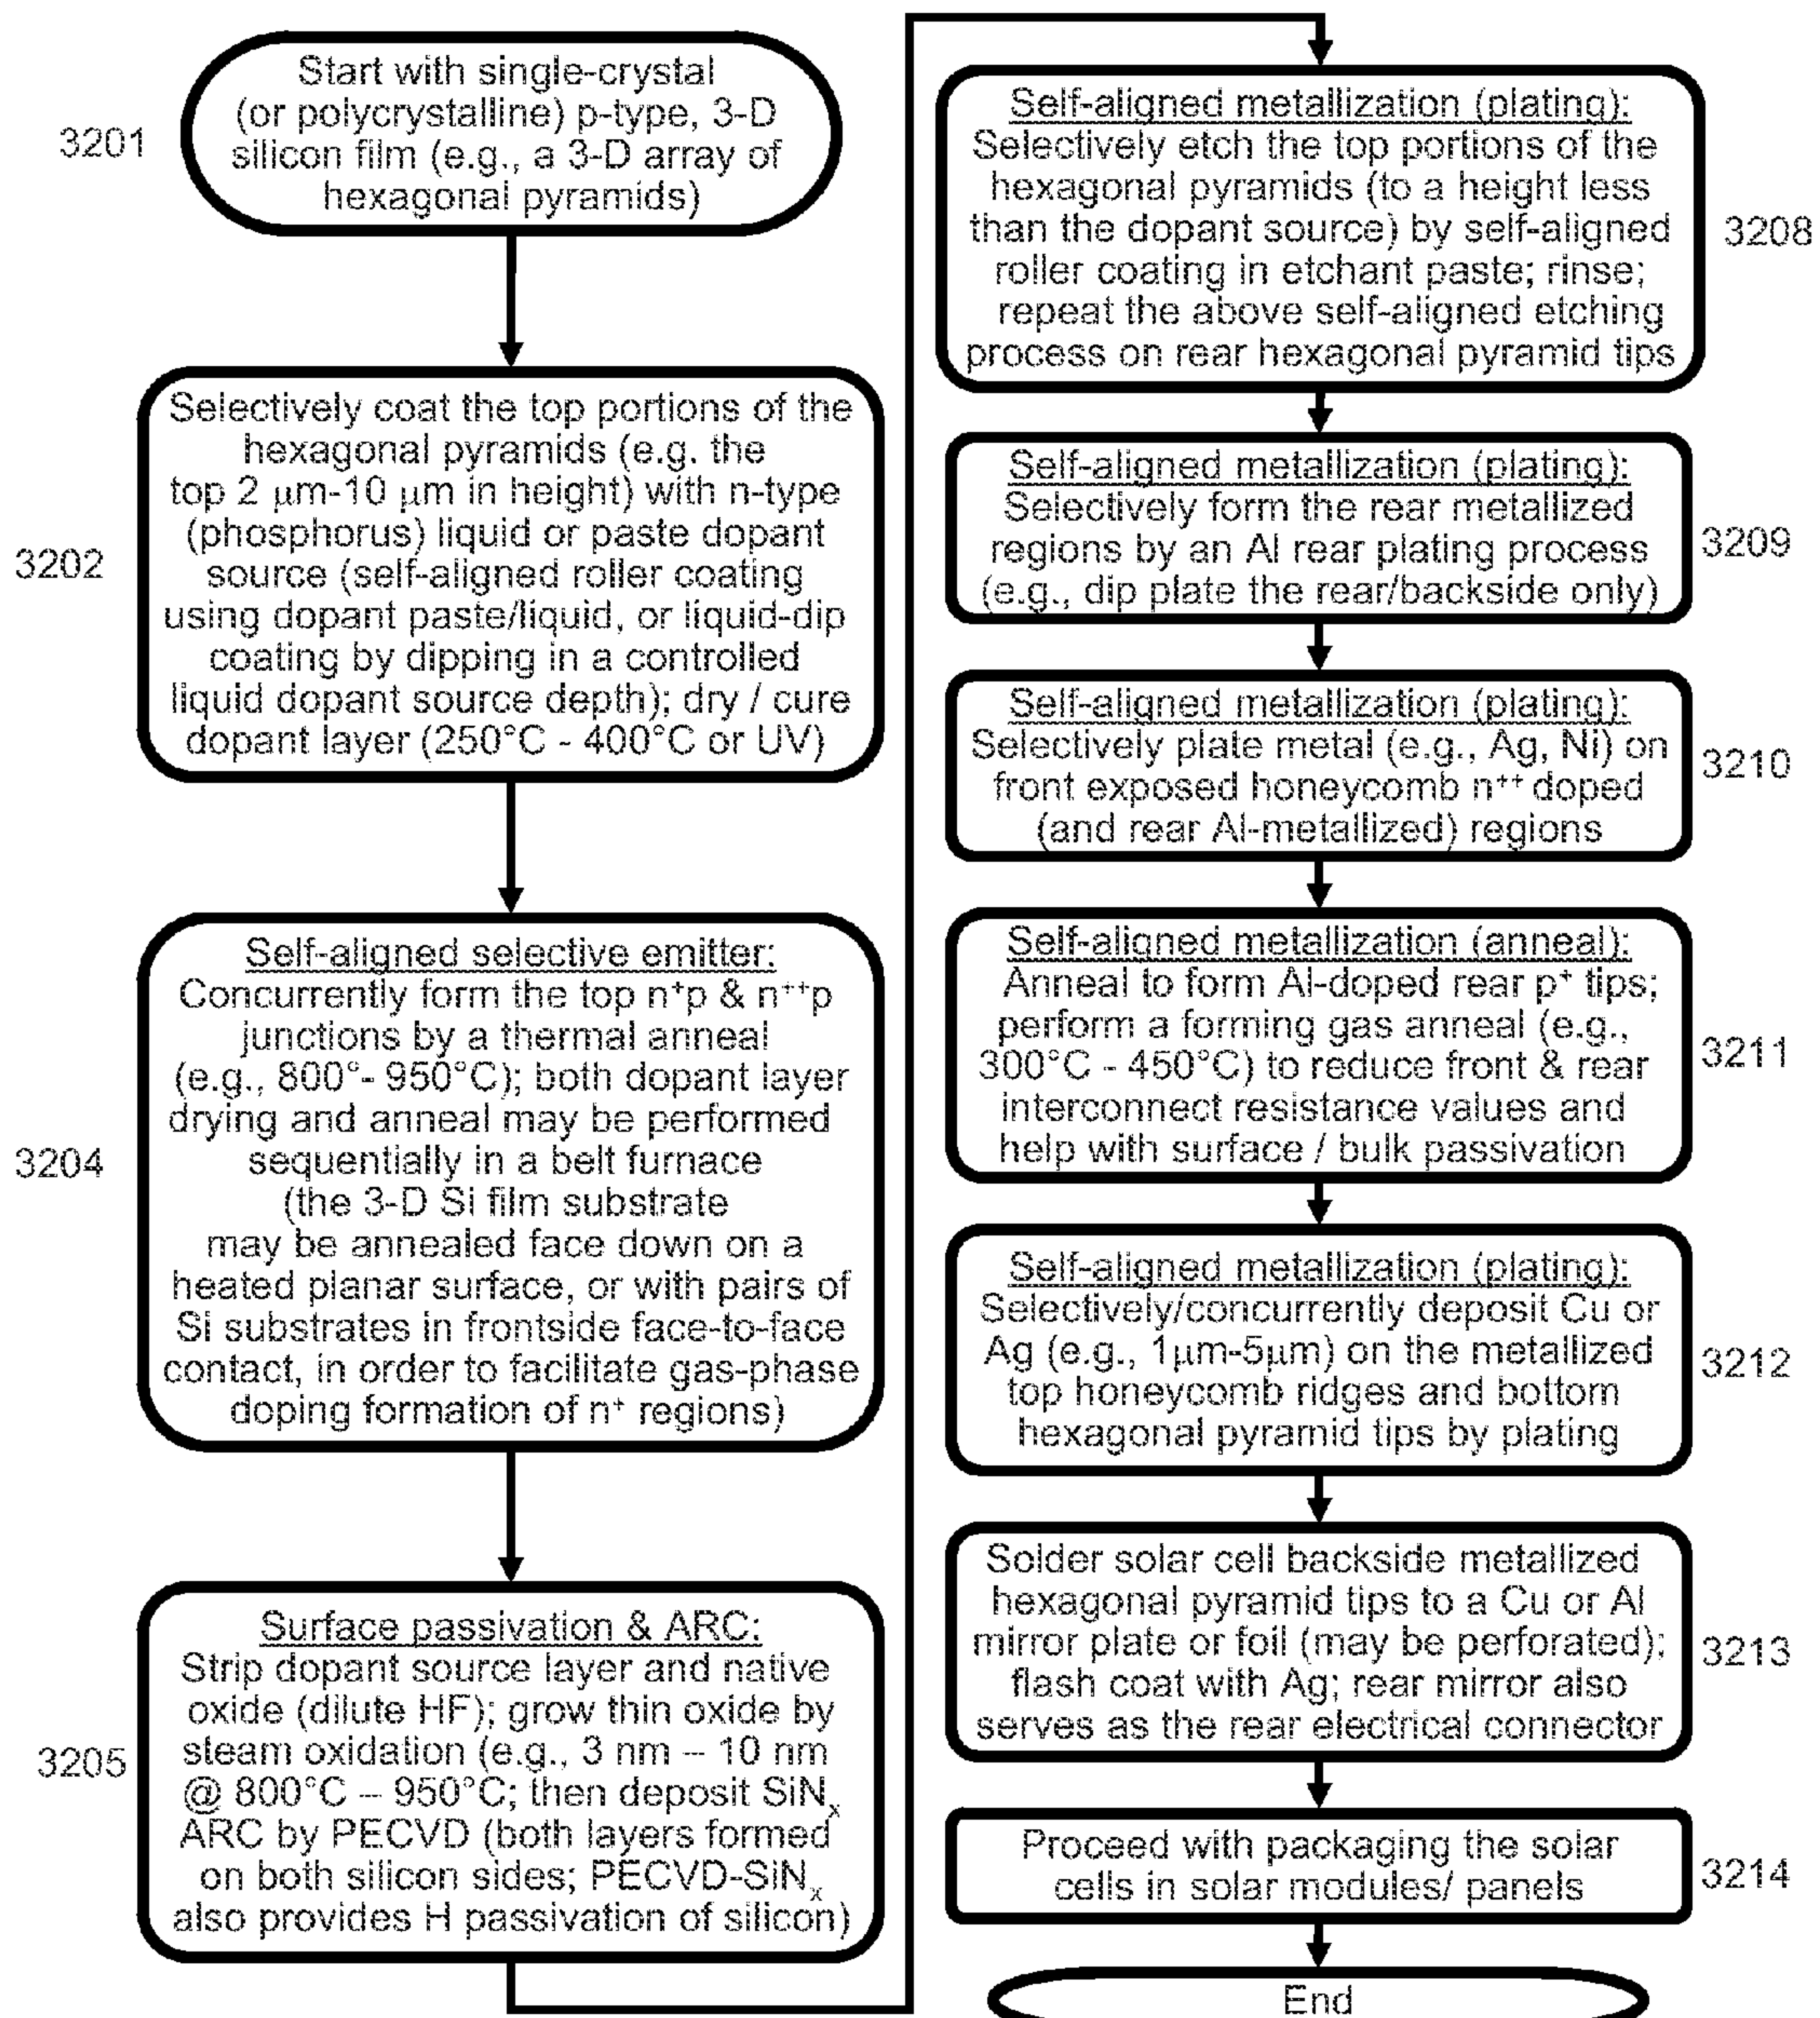 3201
Start with single-crystal
(or polycrystalline) p-type, 3-D
silicon film (e.g., a 3-D array of
hexagonal pyramids)
3202
Selectively coat the top portions of the
hexagonal pyramids (e.g. the
top 2 μm-10 μm in height) with n-type
(phosphorus) liquid or paste dopant
source (self-aligned roller coating
using dopant paste/liquid, or liquid-dip
coating by dipping in a controlled
liquid dopant source depth); dry / cure
dopant layer (250°C - 400°C or UV)
3204
Self-aligned selective emitter:
Concurrently form the top n⁺p & n⁺⁺p
junctions by a thermal anneal
(e.g., 800°- 950°C); both dopant layer
drying and anneal may be performed
sequentially in a belt furnace
(the 3-D Si film substrate
may be annealed face down on a
heated planar surface, or with pairs of
Si substrates in frontside face-to-face
contact, in order to facilitate gas-phase
doping formation of n⁺ regions)
3205
Surface passivation & ARC:
Strip dopant source layer and native
oxide (dilute HF); grow thin oxide by
steam oxidation (e.g., 3 nm – 10 nm
@ 800°C – 950°C; then deposit SiNₓ
ARC by PECVD (both layers formed
on both silicon sides; PECVD-SiNₓ
also provides H passivation of silicon)
Self-aligned metallization (plating):
Selectively etch the top portions of the
hexagonal pyramids (to a height less
than the dopant source) by self-aligned
roller coating in etchant paste; rinse;
repeat the above self-aligned etching
process on rear hexagonal pyramid tips
3208
Self-aligned metallization (plating):
Selectively form the rear metallized
regions by an Al rear plating process
(e.g., dip plate the rear/backside only)
3209
Self-aligned metallization (plating):
Selectively plate metal (e.g., Ag, Ni) on
front exposed honeycomb n⁺⁺ doped
(and rear Al-metallized) regions
3210
Self-aligned metallization (anneal):
Anneal to form Al-doped rear p⁺ tips;
perform a forming gas anneal (e.g.,
300°C - 450°C) to reduce front & rear
interconnect resistance values and
help with surface / bulk passivation
3211
Self-aligned metallization (plating):
Selectively/concurrently deposit Cu or
Ag (e.g., 1μm-5μm) on the metallized
top honeycomb ridges and bottom
hexagonal pyramid tips by plating
3212
Solder solar cell backside metallized
hexagonal pyramid tips to a Cu or Al
mirror plate or foil (may be perforated);
flash coat with Ag; rear mirror also
serves as the rear electrical connector
3213
Proceed with packaging the solar
cells in solar modules/ panels
3214
End